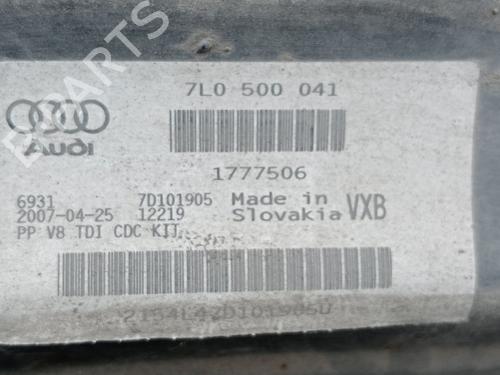 7L0 500 041
Audi
1777506
6931 7D101905 Made in
2007-04-25 12219 Slovakia VXB
PP V8 TDI CDC KIT
B PARTS